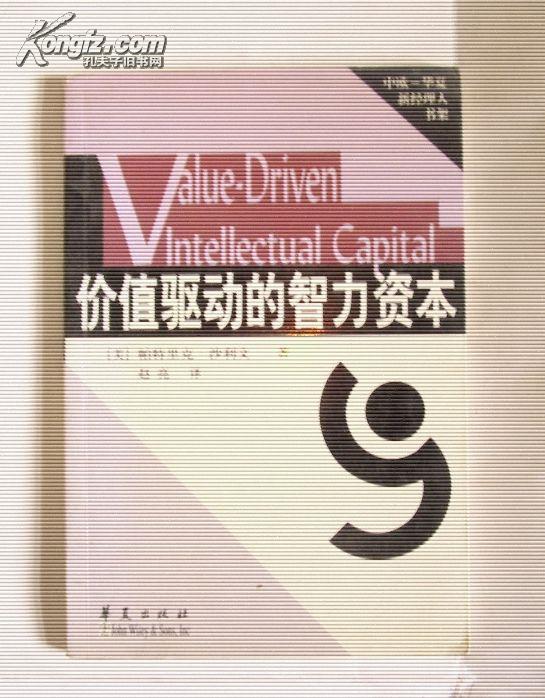 Kongfz.com
孔夫子旧书网
中诚－华夏
新经理人
书架
Value-Driven
Intellectual Capital
价值驱动的智力资本
〔美〕帕特里克 沙利文 著
赵亮 译
华夏出版社
John Wiley & Sons, Inc